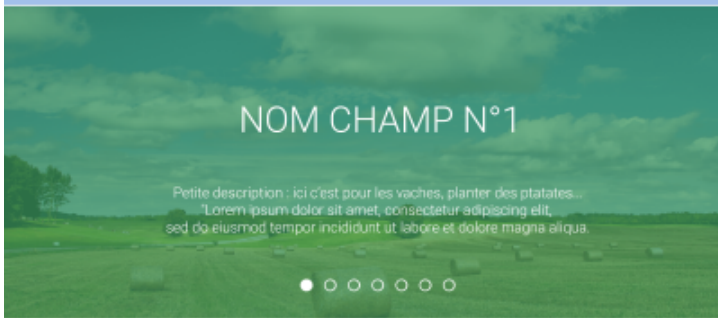 NOM CHAMP N°1
Petite description : ici c'est pour les vaches, planter des ptatates...
"Lorem ipsum dolor sit amet, consectetur adipiscing elit,
sed do eiusmod tempor incididunt ut labore et dolore magna aliqua.